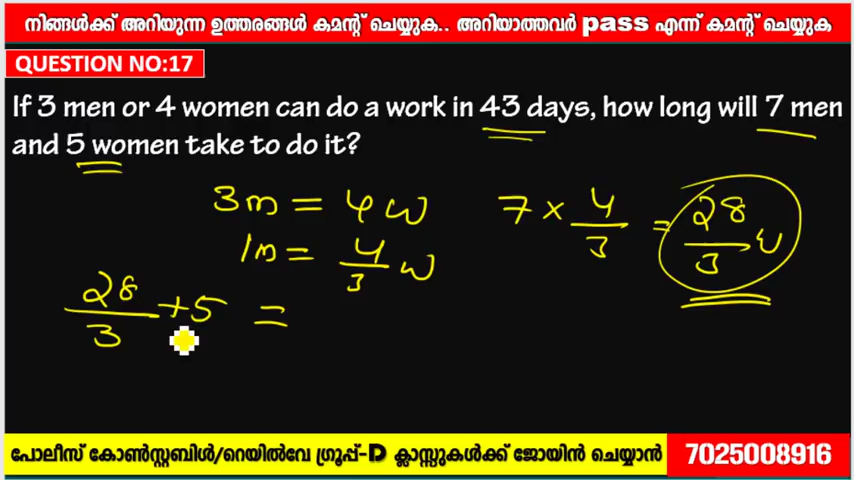 നിങ്ങൾക്ക് അറിയുന്ന ഉത്തരങ്ങൾ കമന്റ് ചെയ്യുക.. അറിയാത്തവർ pass എന്ന് കമന്റ് ചെയ്യുക
QUESTION NO:17
If 3 men or 4 women can do a work in 43 days, how long will 7 men
and 5 women take to do it?
3m = 4w
7 × 4/3 = 28/3 w
1m = 4/3 w
28/3 + 5 =
പോലീസ് കോൺസ്റ്റബിൾ/റെയിൽവേ ഗ്രൂപ്പ്-D ക്ലാസ്സുകൾക്ക് ജോയിൻ ചെയ്യാൻ 7025008916